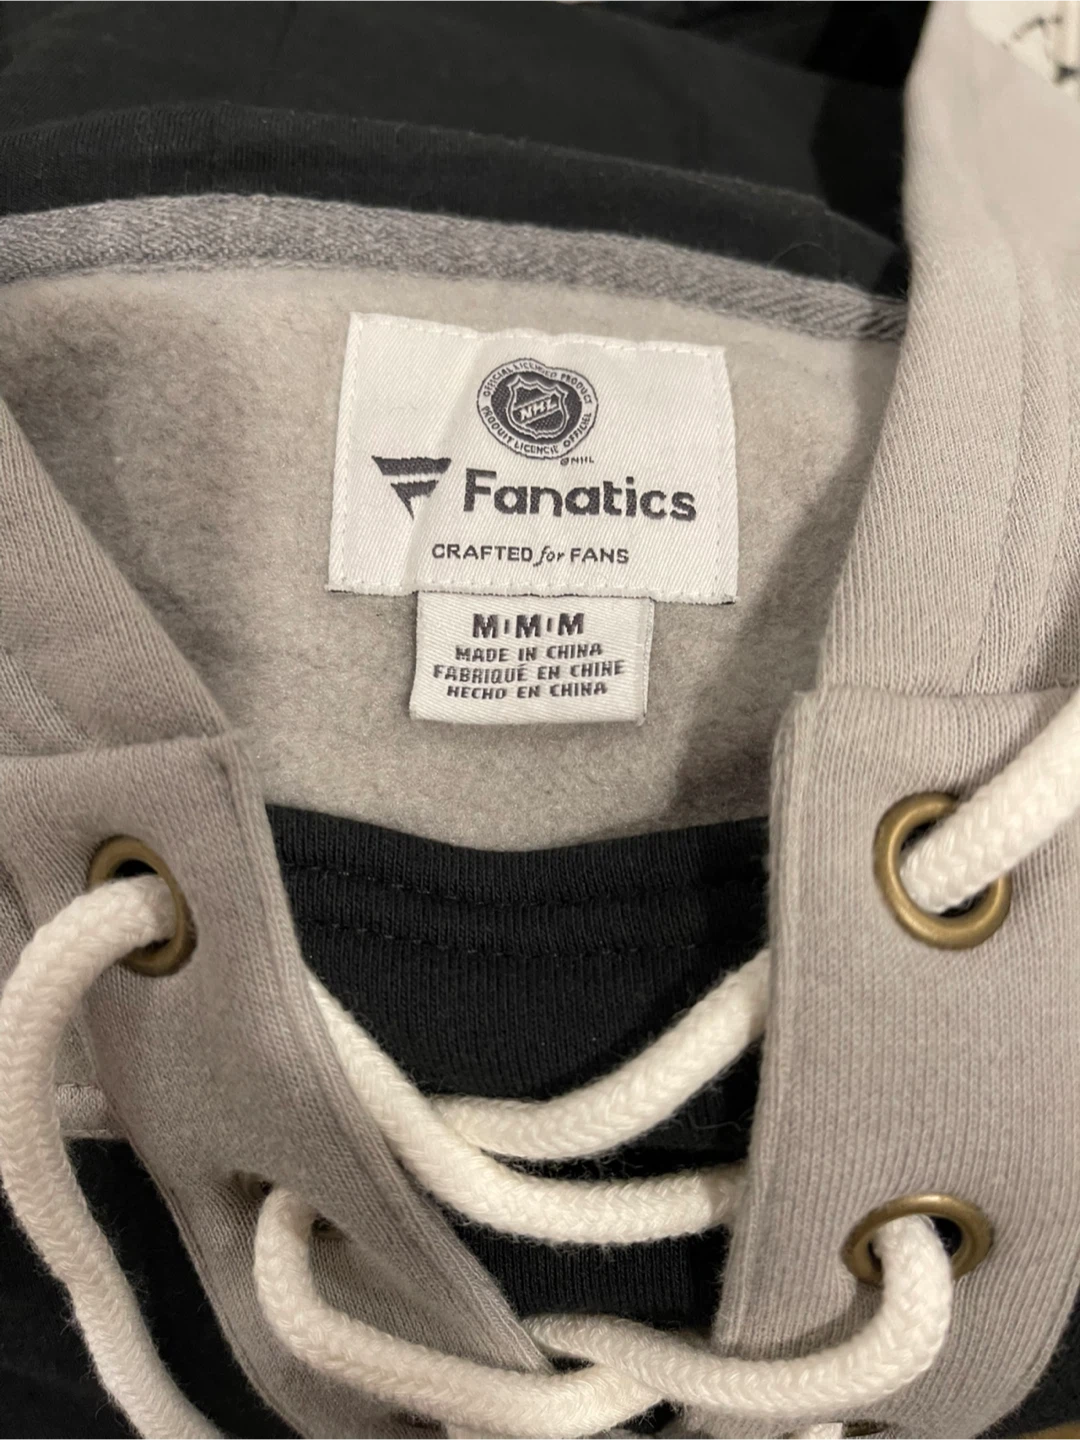 OFFICIAL LICENSED PRODUCT
NHL
PRODUIT LICENCIÉ OFFICIEL
©NHL
Fanatics
CRAFTED for FANS
M|M|M
MADE IN CHINA
FABRIQUÉ EN CHINE
HECHO EN CHINA